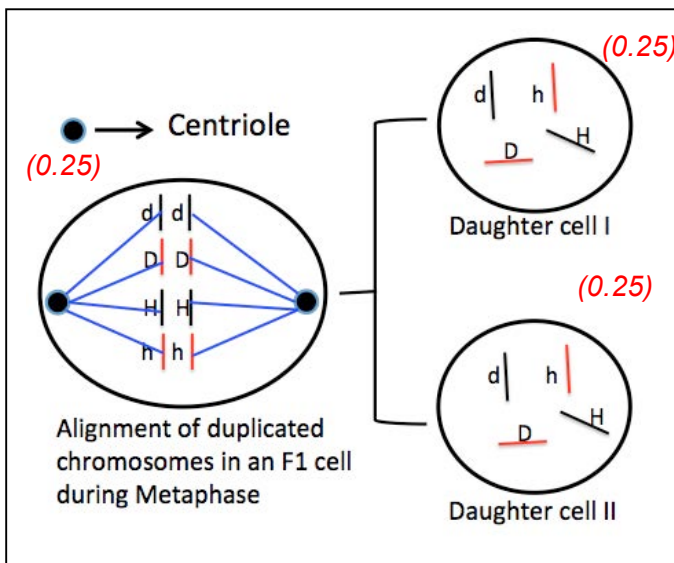 Centriole
(0.25)
d d
D D
H H
h h
Alignment of duplicated
chromosomes in an F1 cell
during Metaphase
(0.25)
d h
H
D
Daughter cell I
(0.25)
d h
H
D
Daughter cell II